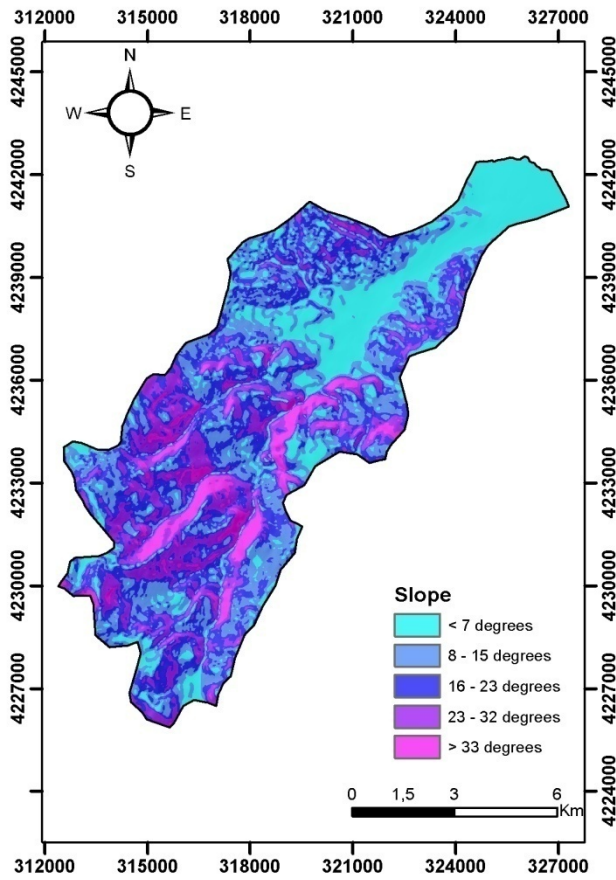 312000 315000 318000 321000 324000 327000
4245000 4245000
N
W E
S
4242000 4242000
4239000 4239000
4236000 4236000
4233000 4233000
4230000 4230000
Slope
< 7 degrees
8 - 15 degrees
4227000 4227000
16 - 23 degrees
23 - 32 degrees
> 33 degrees
4224000 4224000
0 1,5 3 6
Km
312000 315000 318000 321000 324000 327000